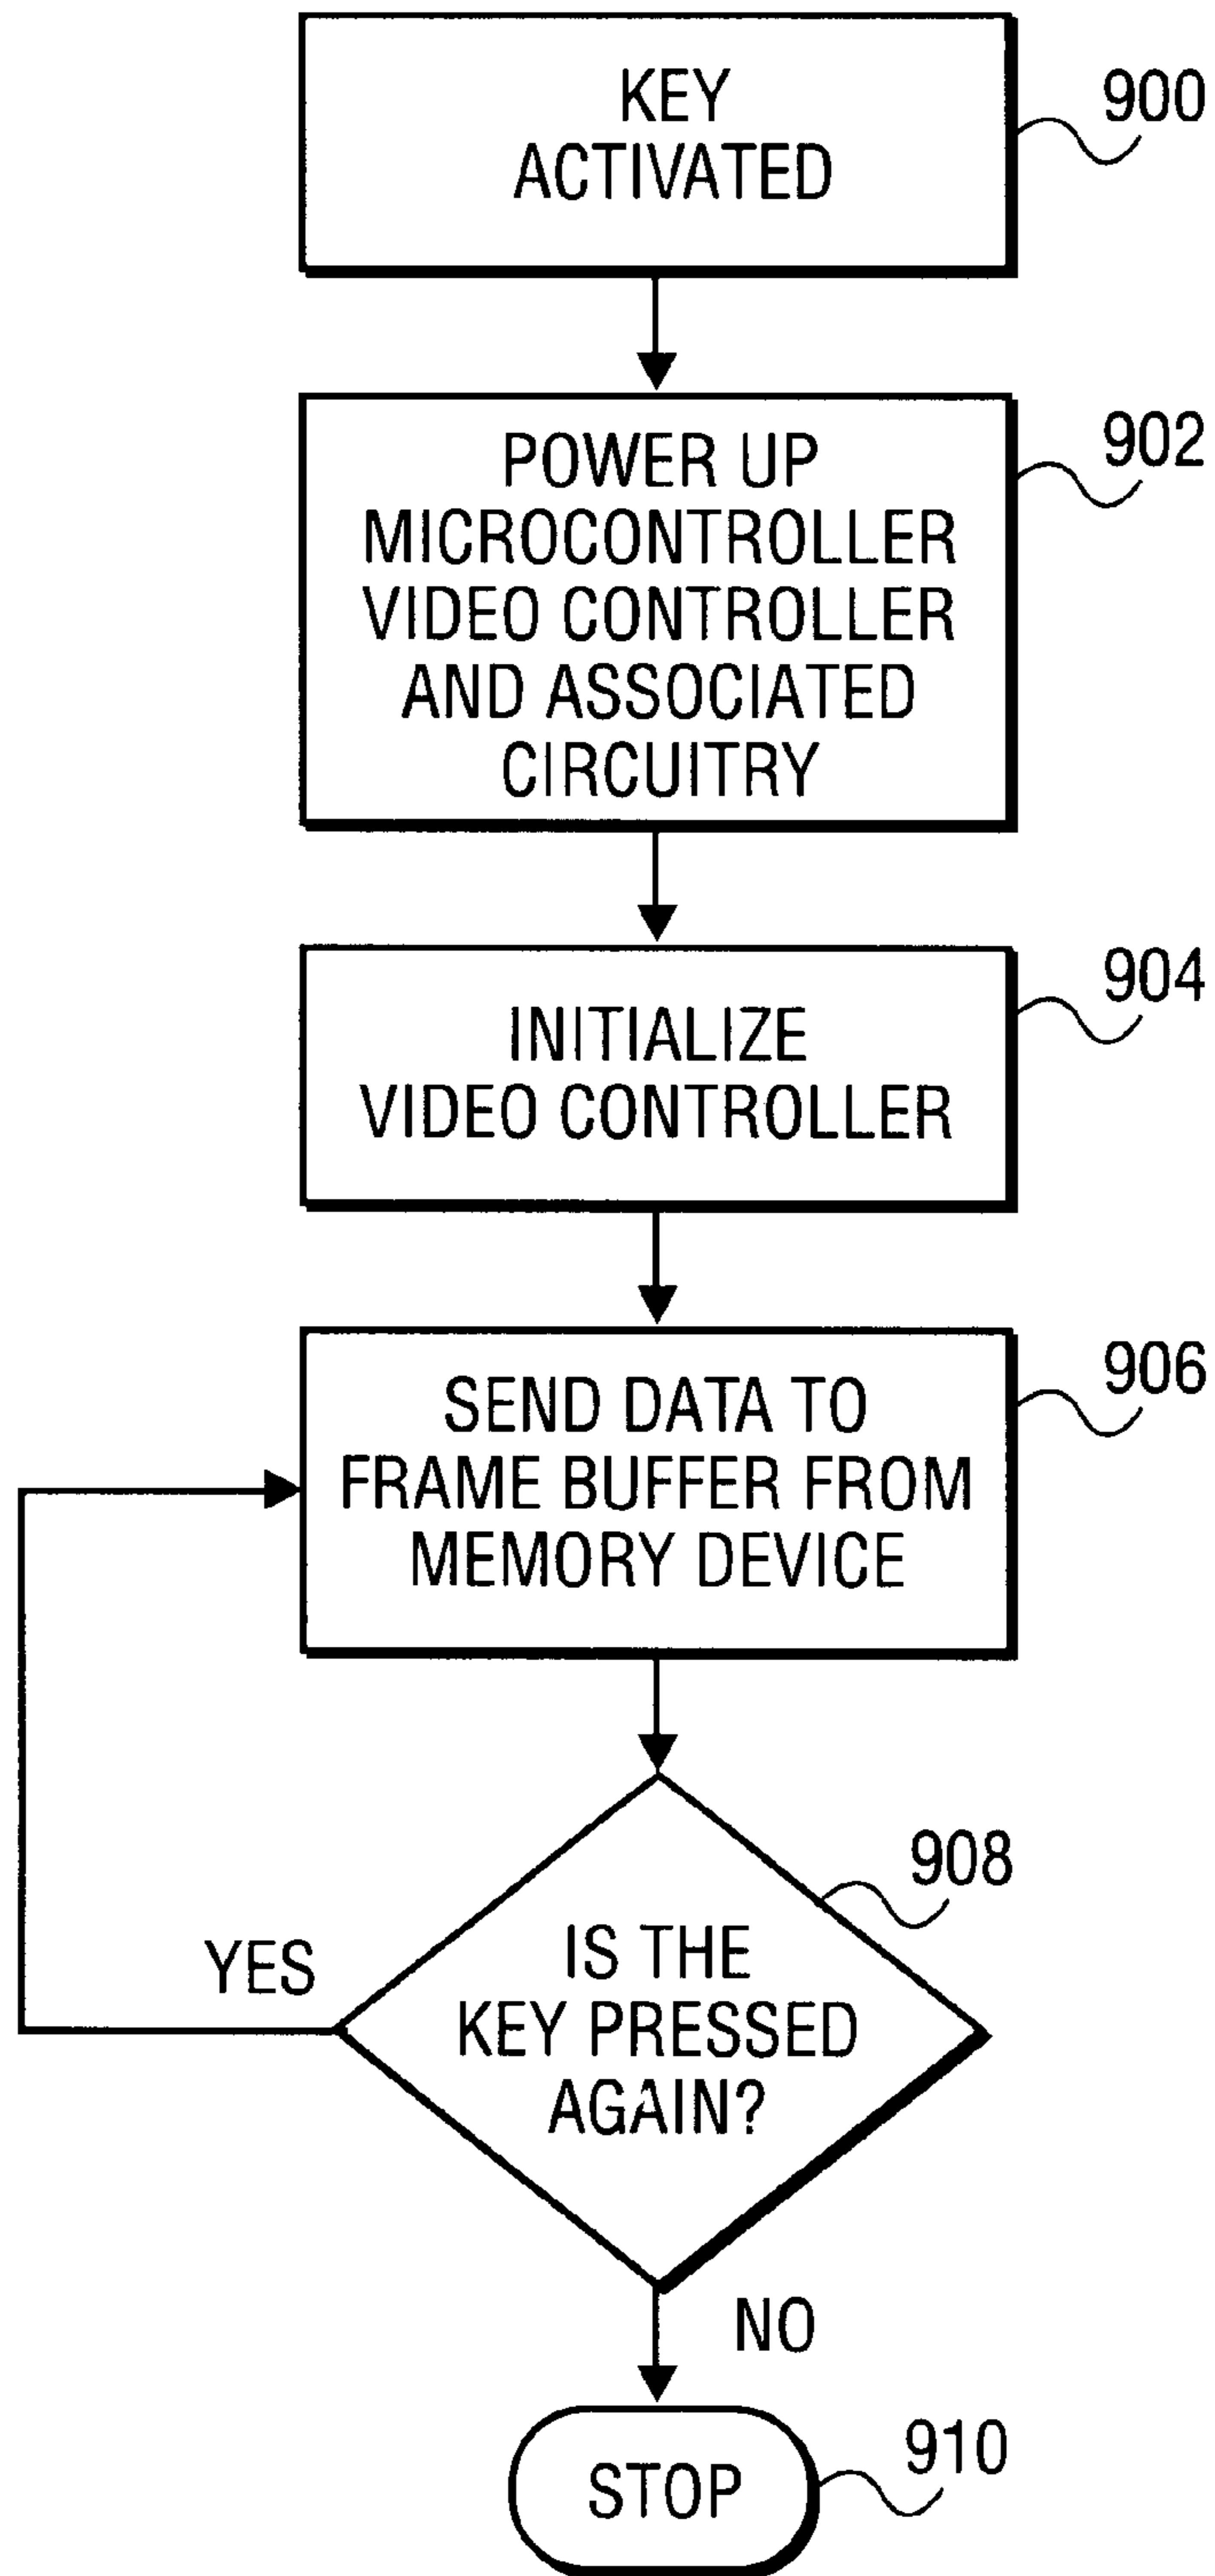 KEY
ACTIVATED
900
POWER UP
MICROCONTROLLER
VIDEO CONTROLLER
AND ASSOCIATED
CIRCUITRY
902
INITIALIZE
VIDEO CONTROLLER
904
SEND DATA TO
FRAME BUFFER FROM
MEMORY DEVICE
906
IS THE
KEY PRESSED
AGAIN?
908
YES
NO
STOP
910